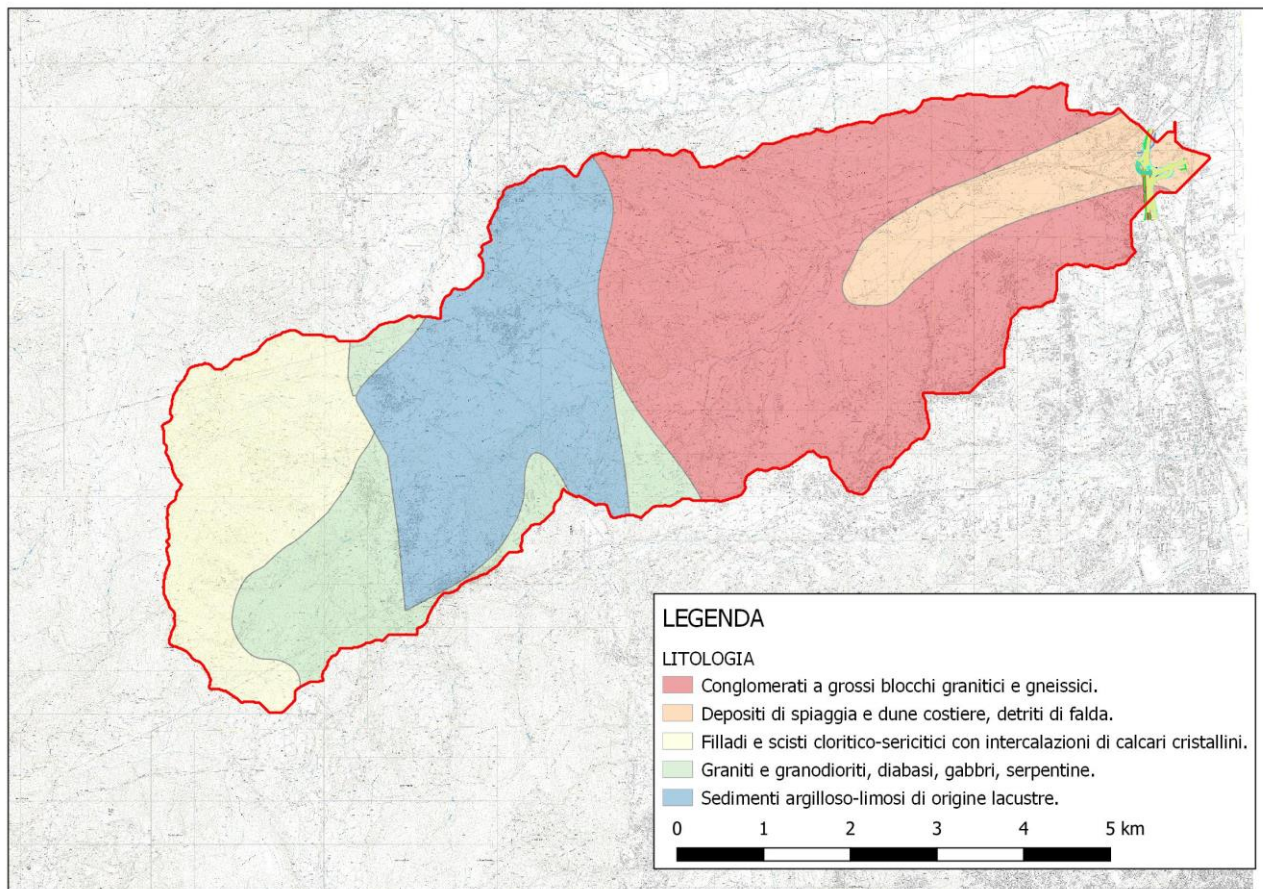 LEGENDA
LITOLOGIA
Conglomerati a grossi blocchi granitici e gneissici.
Depositi di spiaggia e dune costiere, detriti di falda.
Filladi e scisti cloritico-sericitici con intercalazioni di calcari cristallini.
Graniti e granodioriti, diabasi, gabbri, serpentine.
Sedimenti argilloso-limosi di origine lacustre.
0 1 2 3 4 5 km